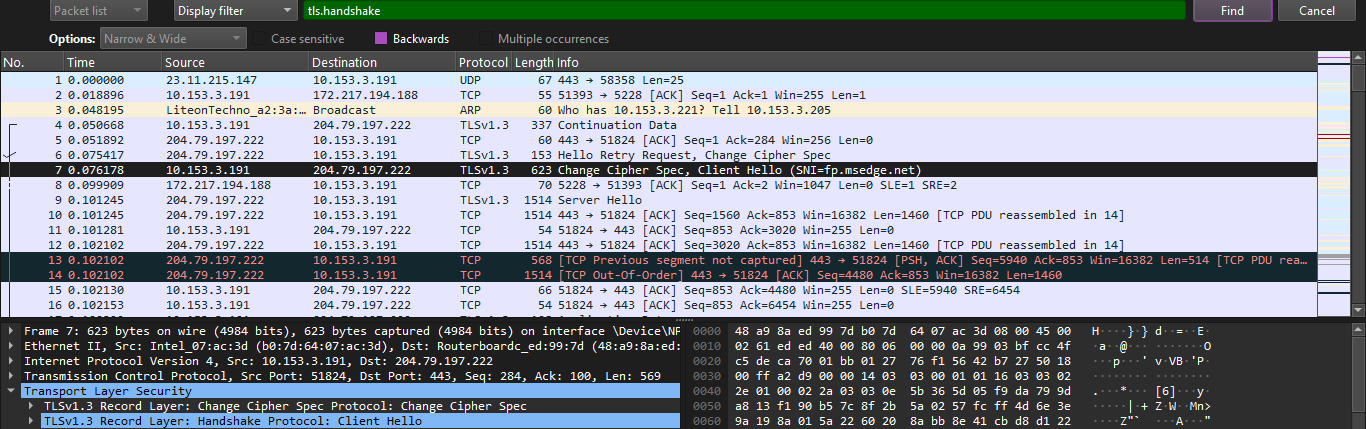 Packet list Display filter tls.handshake Find Cancel
Options: Narrow & Wide Case sensitive Backwards Multiple occurrences
No. Time Source Destination Protocol Length Info
1 0.000000 23.11.215.147 10.153.3.191 UDP 67 443 → 58358 Len=25
2 0.018896 10.153.3.191 172.217.194.188 TCP 55 51393 → 5228 [ACK] Seq=1 Ack=1 Win=255 Len=1
3 0.048195 LiteonTechno_a2:3a:… Broadcast ARP 60 Who has 10.153.3.221? Tell 10.153.3.205
4 0.050668 10.153.3.191 204.79.197.222 TLSv1.3 337 Continuation Data
5 0.051892 204.79.197.222 10.153.3.191 TCP 60 443 → 51824 [ACK] Seq=1 Ack=284 Win=256 Len=0
6 0.075417 204.79.197.222 10.153.3.191 TLSv1.3 153 Hello Retry Request, Change Cipher Spec
7 0.076178 10.153.3.191 204.79.197.222 TLSv1.3 623 Change Cipher Spec, Client Hello (SNI=fp.msedge.net)
8 0.099909 172.217.194.188 10.153.3.191 TCP 70 5228 → 51393 [ACK] Seq=1 Ack=2 Win=1047 Len=0 SLE=1 SRE=2
9 0.101245 204.79.197.222 10.153.3.191 TLSv1.3 1514 Server Hello
10 0.101245 204.79.197.222 10.153.3.191 TCP 1514 443 → 51824 [ACK] Seq=1560 Ack=853 Win=16382 Len=1460 [TCP PDU reassembled in 14]
11 0.101281 10.153.3.191 204.79.197.222 TCP 54 51824 → 443 [ACK] Seq=853 Ack=3020 Win=255 Len=0
12 0.102102 204.79.197.222 10.153.3.191 TCP 1514 443 → 51824 [ACK] Seq=3020 Ack=853 Win=16382 Len=1460 [TCP PDU reassembled in 14]
13 0.102102 204.79.197.222 10.153.3.191 TCP 568 [TCP Previous segment not captured] 443 → 51824 [PSH, ACK] Seq=5940 Ack=853 Win=16382 Len=514 [TCP PDU rea…
14 0.102102 204.79.197.222 10.153.3.191 TCP 1514 [TCP Out-Of-Order] 443 → 51824 [ACK] Seq=4480 Ack=853 Win=16382 Len=1460
15 0.102130 10.153.3.191 204.79.197.222 TCP 66 51824 → 443 [ACK] Seq=853 Ack=4480 Win=255 Len=0 SLE=5940 SRE=6454
16 0.102153 10.153.3.191 204.79.197.222 TCP 54 51824 → 443 [ACK] Seq=853 Ack=6454 Win=255 Len=0
Frame 7: 623 bytes on wire (4984 bits), 623 bytes captured (4984 bits) on interface \Device\NP
Ethernet II, Src: Intel_07:ac:3d (b0:7d:64:07:ac:3d), Dst: Routerboardc_ed:99:7d (48:a9:8a:ed:
Internet Protocol Version 4, Src: 10.153.3.191, Dst: 204.79.197.222
Transmission Control Protocol, Src Port: 51824, Dst Port: 443, Seq: 284, Ack: 100, Len: 569
Transport Layer Security
TLSv1.3 Record Layer: Change Cipher Spec Protocol: Change Cipher Spec
TLSv1.3 Record Layer: Handshake Protocol: Client Hello
0000 48 a9 8a ed 99 7d b0 7d 64 07 ac 3d 08 00 45 00 H····}·} d··=··E·
0010 02 61 ed ed 40 00 80 06 00 00 0a 99 03 bf cc 4f ·a··@··· ·······O
0020 c5 de ca 70 01 bb 01 27 76 f1 56 42 b7 27 50 18 ···p···' v·VB·'P·
0030 00 ff a2 d9 00 00 14 03 03 00 01 01 16 03 03 02
0040 2e 01 00 02 2a 03 03 0e 5b 36 5d 05 f9 da 79 9d .···*··· [6]···y·
0050 a8 13 f1 90 b5 7c 8f 2b 5a 02 57 fc ff 4d 6e 3e ·····|·+ Z·W··Mn>
0060 9a 19 8a 01 5a 22 60 20 8a bb 8e 41 cb d8 d1 22 ····Z"` ···A···"